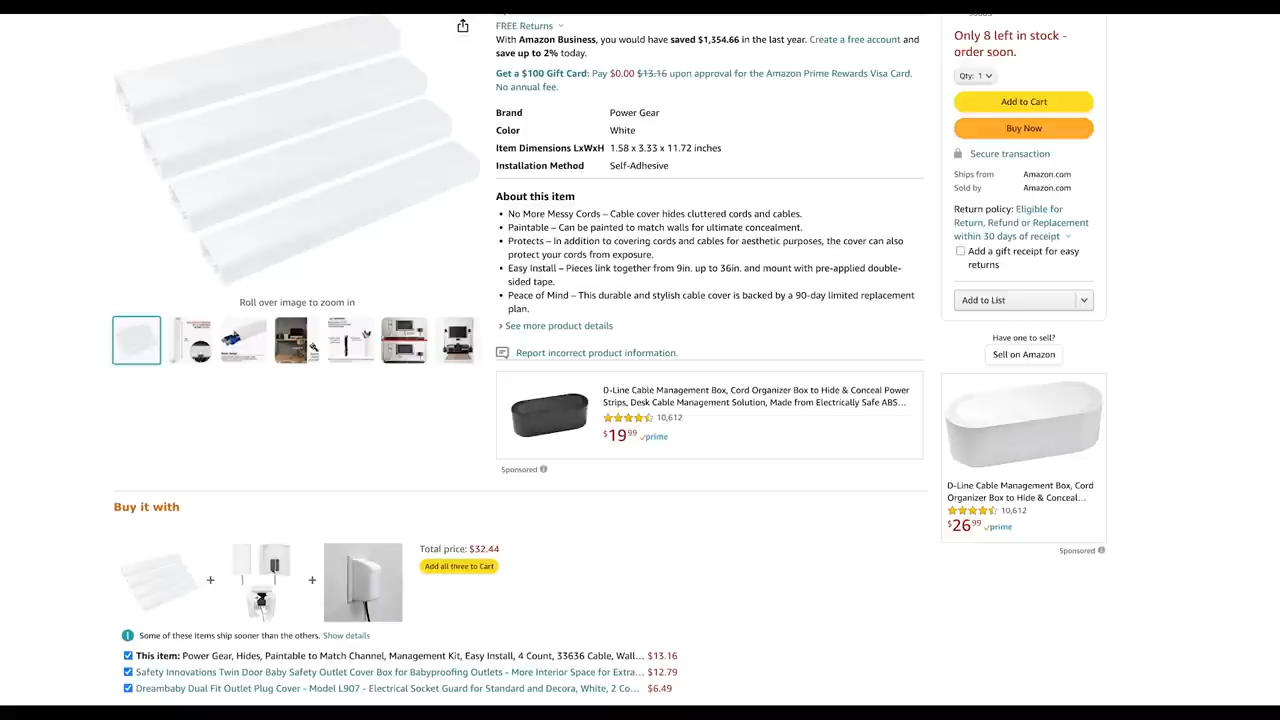 FREE Returns
With Amazon Business, you would have saved $1,354.66 in the last year. Create a free account and
save up to 2% today.
Get a $100 Gift Card: Pay $0.00 $13.16 upon approval for the Amazon Prime Rewards Visa Card.
No annual fee.
Brand Power Gear
Color White
Item Dimensions LxWxH 1.58 x 3.33 x 11.72 inches
Installation Method Self-Adhesive
About this item
• No More Messy Cords – Cable cover hides cluttered cords and cables.
• Paintable – Can be painted to match walls for ultimate concealment.
• Protects – In addition to covering cords and cables for aesthetic purposes, the cover can also
protect your cords from exposure.
• Easy Install – Pieces link together from 9in. up to 36in. and mount with pre-applied double-
sided tape.
• Peace of Mind – This durable and stylish cable cover is backed by a 90-day limited replacement
plan.
› See more product details
Report incorrect product information.
Roll over image to zoom in
D-Line Cable Management Box, Cord Organizer Box to Hide & Conceal Power
Strips, Desk Cable Management Solution, Made from Electrically Safe ABS...
10,612
$19.99 prime
Sponsored
Only 8 left in stock -
order soon.
Qty: 1
Add to Cart
Buy Now
Secure transaction
Ships from Amazon.com
Sold by Amazon.com
Return policy: Eligible for
Return, Refund or Replacement
within 30 days of receipt
Add a gift receipt for easy
returns
Add to List
Have one to sell?
Sell on Amazon
D-Line Cable Management Box, Cord
Organizer Box to Hide & Conceal...
10,612
$26.99 prime
Sponsored
Buy it with
+
+
Total price: $32.44
Add all three to Cart
Some of these items ship sooner than the others. Show details
This item: Power Gear, Hides, Paintable to Match Channel, Management Kit, Easy Install, 4 Count, 33636 Cable, Wall... $13.16
Safety Innovations Twin Door Baby Safety Outlet Cover Box for Babyproofing Outlets - More Interior Space for Extra... $12.79
Dreambaby Dual Fit Outlet Plug Cover - Model L907 - Electrical Socket Guard for Standard and Decora, White, 2 Co... $6.49